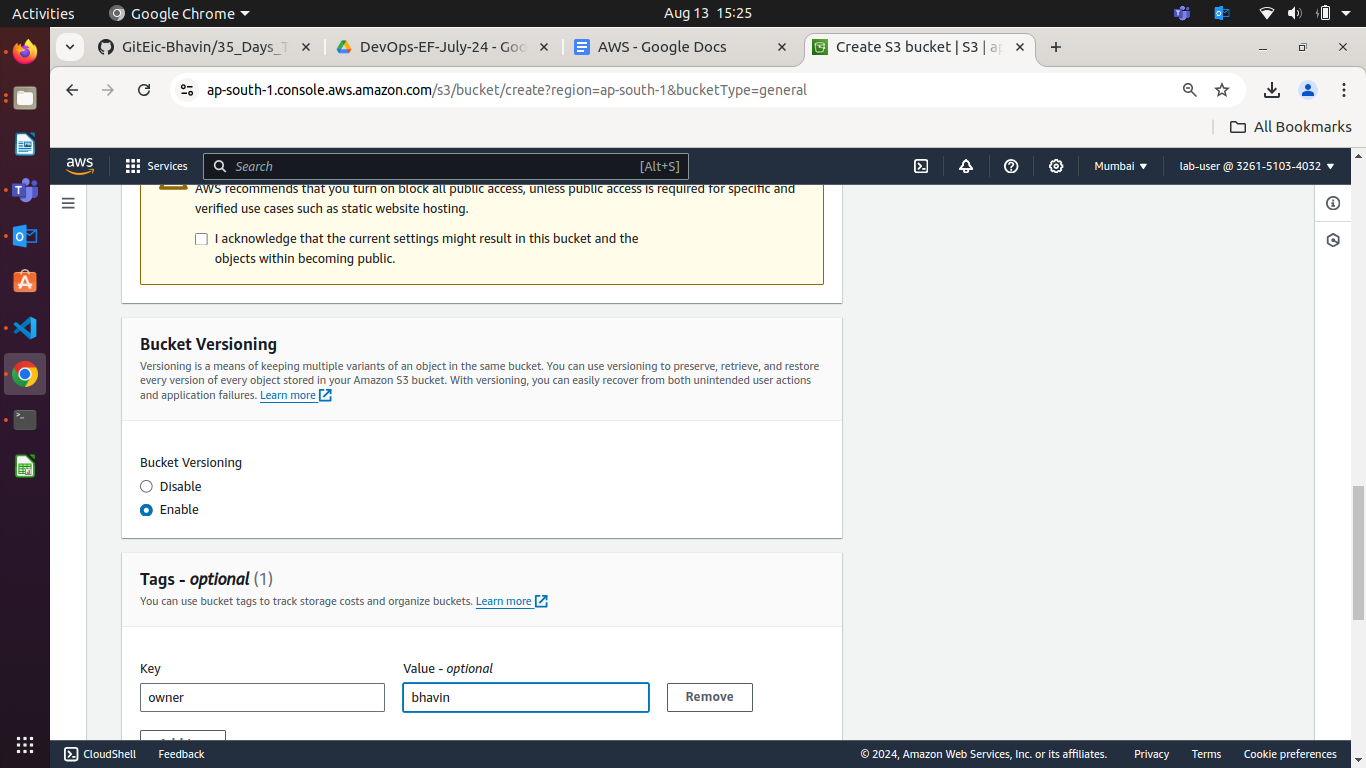 Activities
Google Chrome
Aug 13 15:25
GitEic-Bhavin/35_Days_T
DevOps-EF-July-24 - Goo
AWS - Google Docs
Create S3 bucket | S3 | ap
ap-south-1.console.aws.amazon.com/s3/bucket/create?region=ap-south-1&bucketType=general
All Bookmarks
aws
Services
Search
[Alt+S]
Mumbai
lab-user @ 3261-5103-4032
AWS recommends that you turn on block all public access, unless public access is required for specific and
verified use cases such as static website hosting.
I acknowledge that the current settings might result in this bucket and the
objects within becoming public.
Bucket Versioning
Versioning is a means of keeping multiple variants of an object in the same bucket. You can use versioning to preserve, retrieve, and restore
every version of every object stored in your Amazon S3 bucket. With versioning, you can easily recover from both unintended user actions
and application failures. Learn more
Bucket Versioning
Disable
Enable
Tags - optional (1)
You can use bucket tags to track storage costs and organize buckets. Learn more
Key
Value - optional
owner
bhavin
Remove
CloudShell
Feedback
© 2024, Amazon Web Services, Inc. or its affiliates.
Privacy
Terms
Cookie preferences